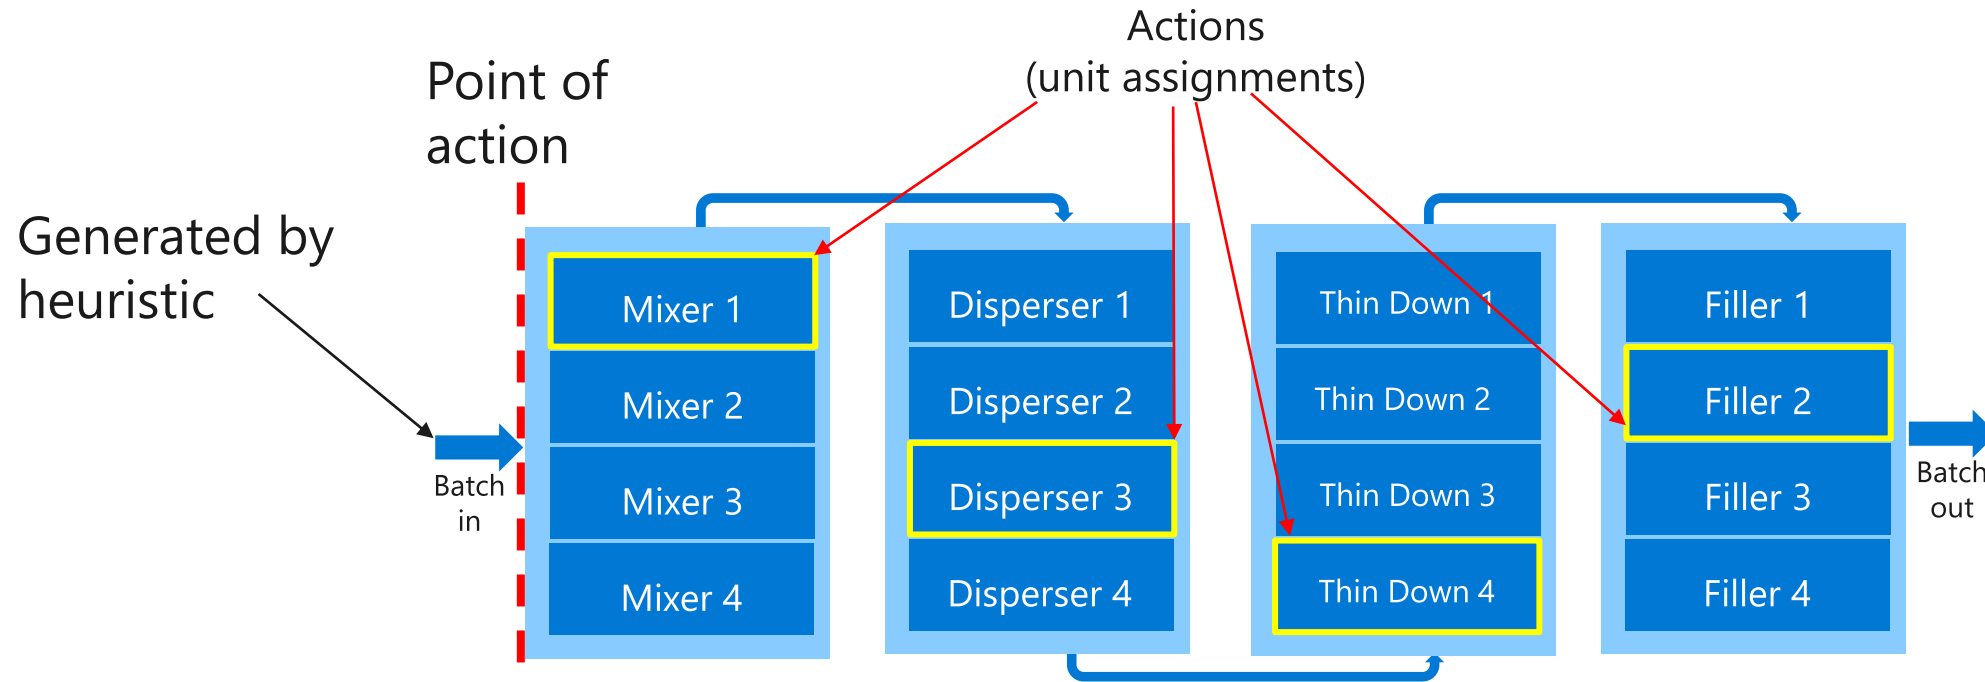 Actions
(unit assignments)
Point of
action
Generated by
heuristic
Batch
in
Mixer 1
Mixer 2
Mixer 3
Mixer 4
Disperser 1
Disperser 2
Disperser 3
Disperser 4
Thin Down 1
Thin Down 2
Thin Down 3
Thin Down 4
Filler 1
Filler 2
Filler 3
Filler 4
Batch
out